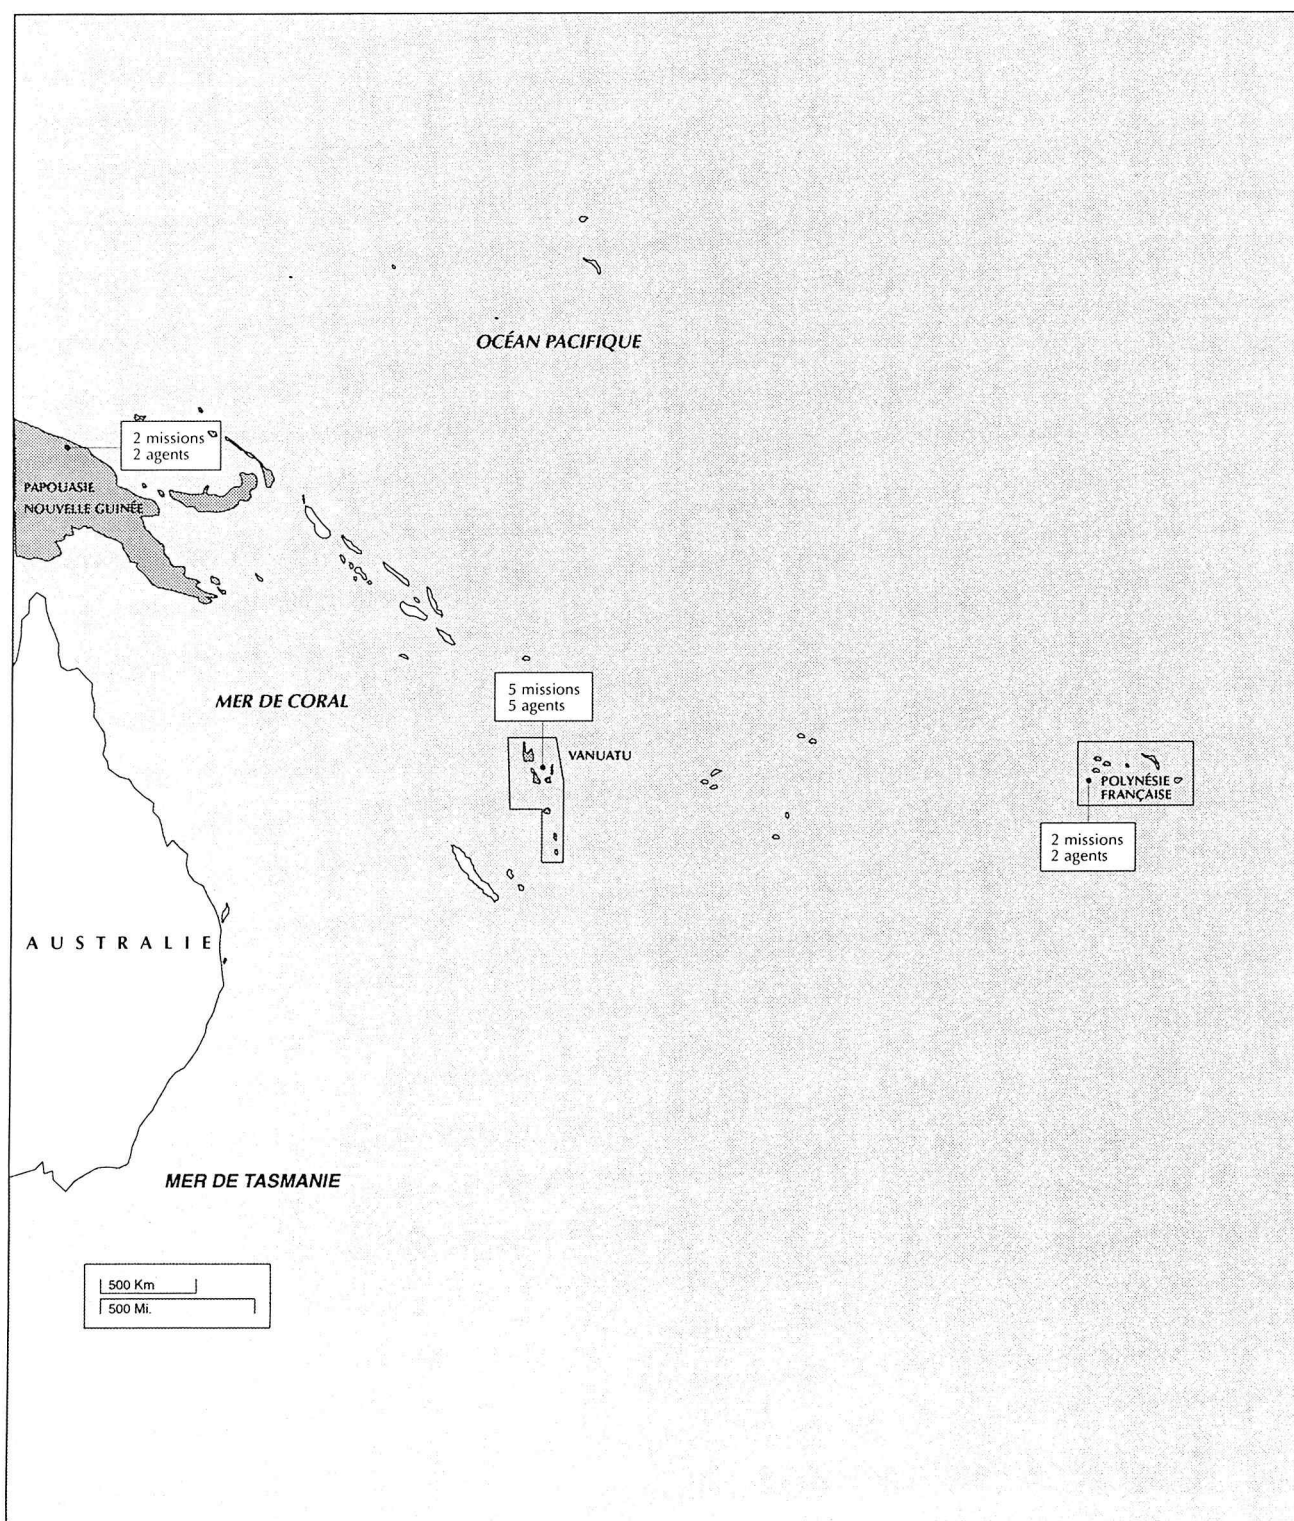 OCÉAN PACIFIQUE
2 missions
2 agents
PAPOUASIE
NOUVELLE GUINÉE
MER DE CORAL
5 missions
5 agents
VANUATU
POLYNÉSIE
FRANÇAISE
2 missions
2 agents
AUSTRALIE
MER DE TASMANIE
500 Km
500 Mi.